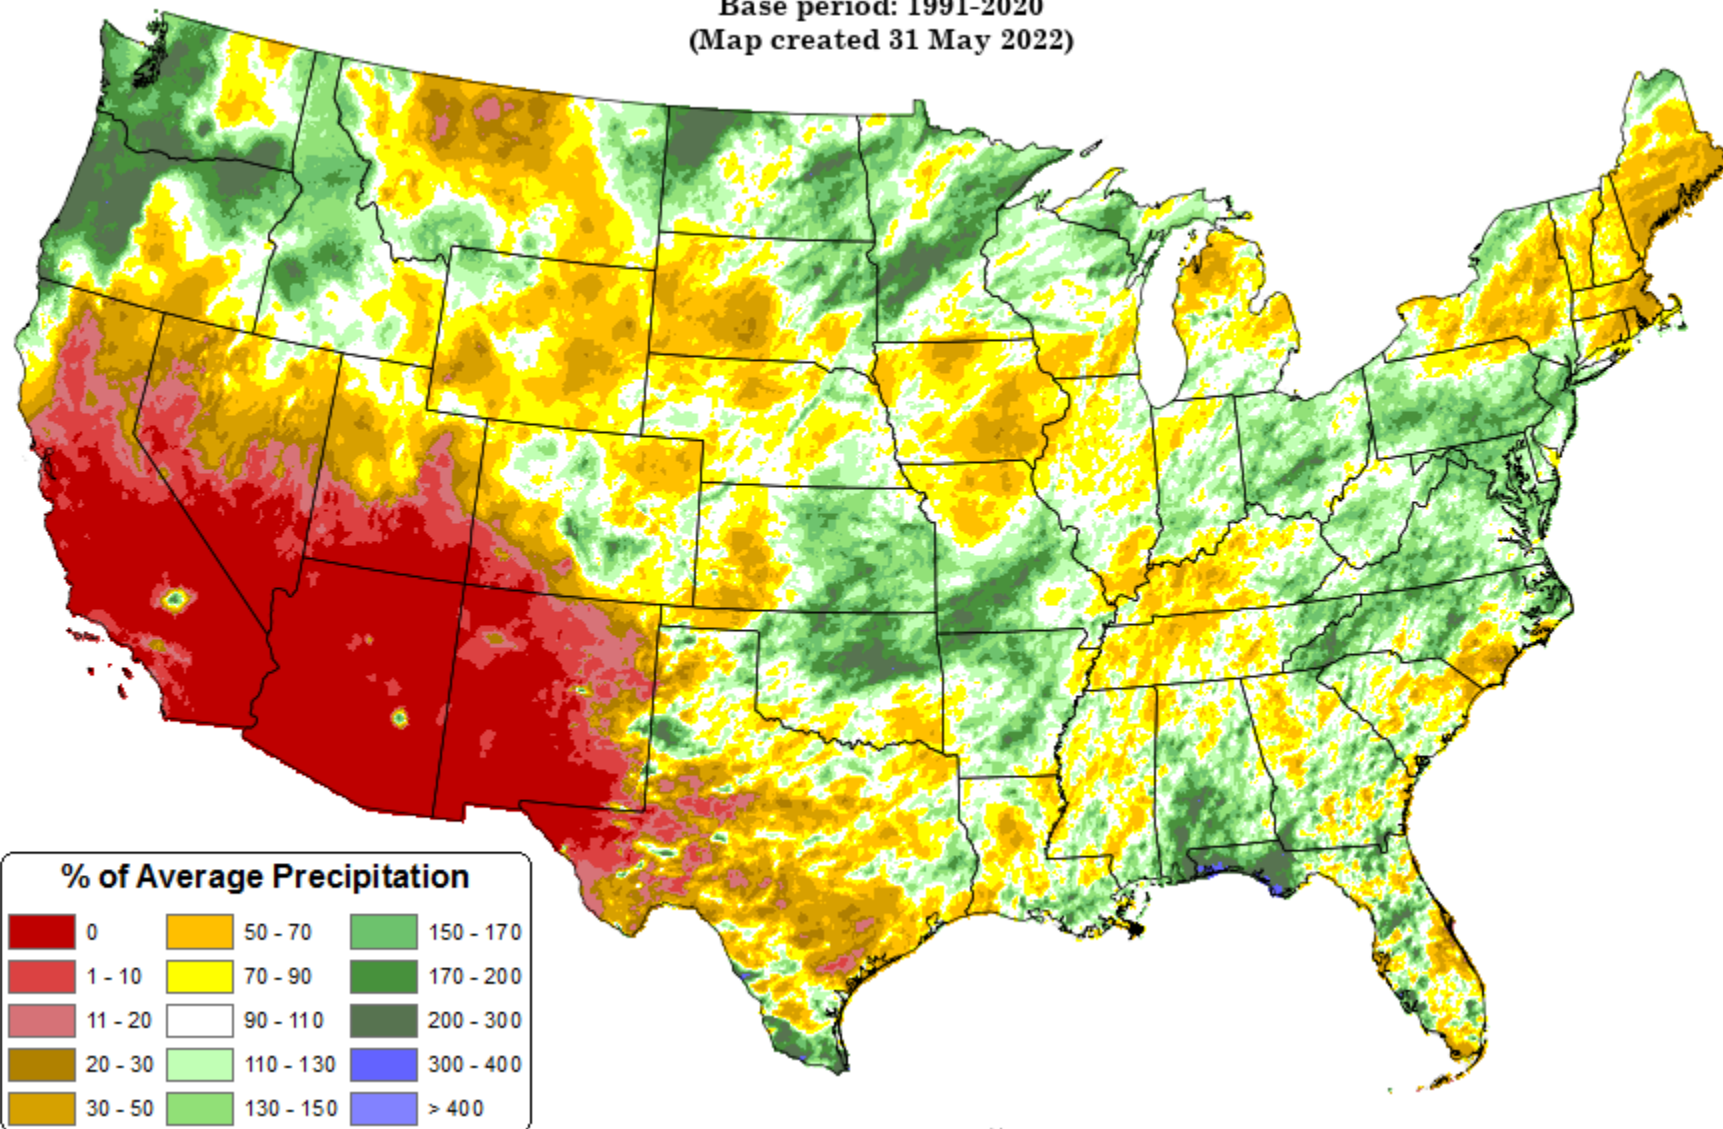 Base period: 1991-2020
(Map created 31 May 2022)
% of Average Precipitation
0
1 - 10
11 - 20
20 - 30
30 - 50
50 - 70
70 - 90
90 - 110
110 - 130
130 - 150
150 - 170
170 - 200
200 - 300
300 - 400
> 400